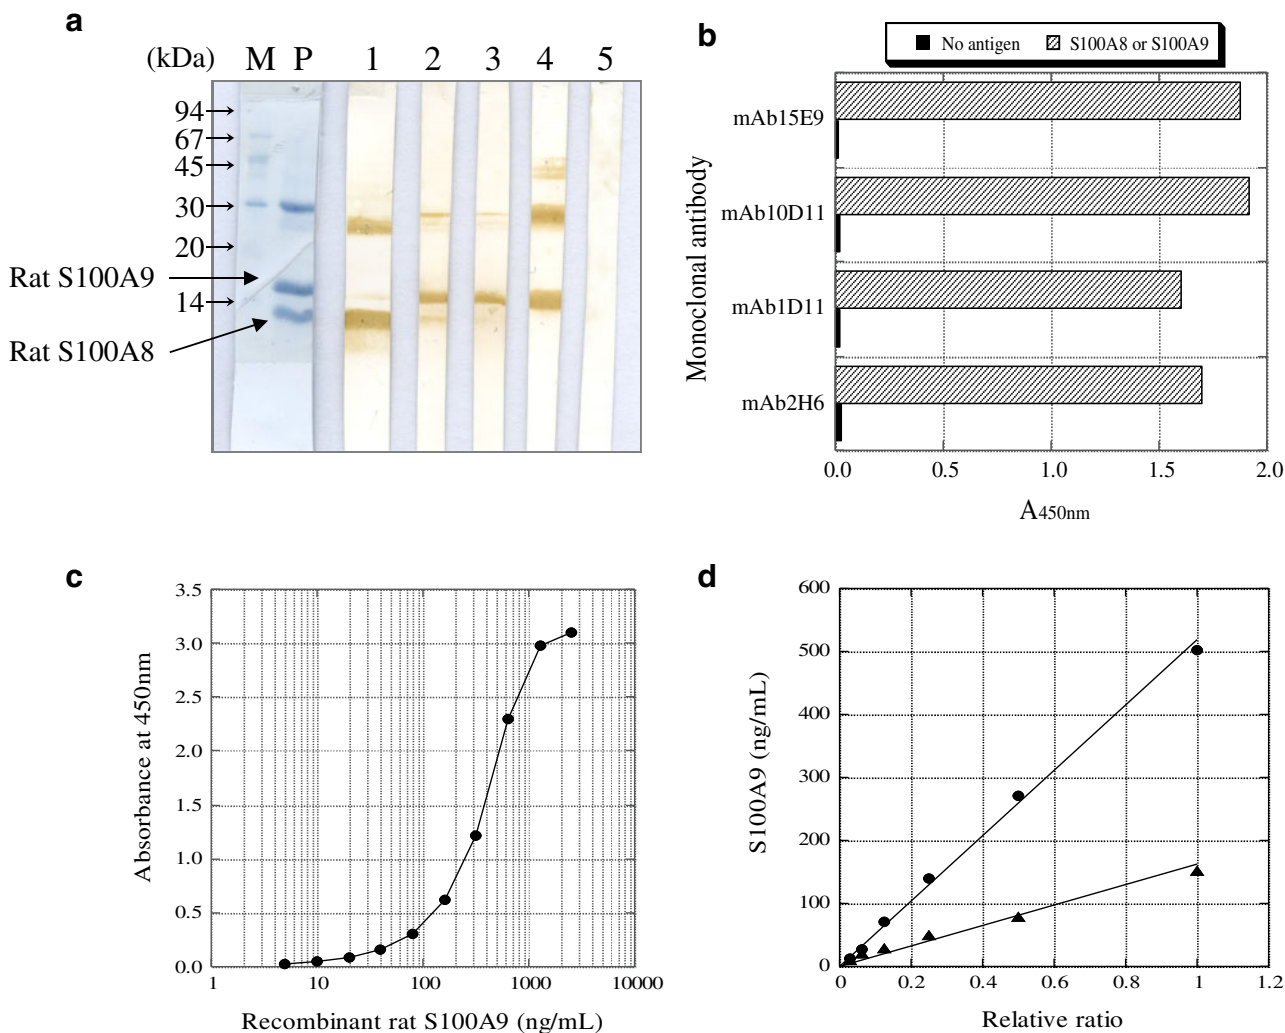 a
(kDa) M P 1 2 3 4 5
94
67
45
30
20
Rat S100A9
14
Rat S100A8
b
No antigen S100A8 or S100A9
Monoclonal antibody
mAb15E9
mAb10D11
mAb1D11
mAb2H6
0.0 0.5 1.0 1.5 2.0
A450nm
c
Absorbance at 450nm
3.5
3.0
2.5
2.0
1.5
1.0
0.5
0.0
1 10 100 1000 10000
Recombinant rat S100A9 (ng/mL)
d
S100A9 (ng/mL)
600
500
400
300
200
100
0
0 0.2 0.4 0.6 0.8 1 1.2
Relative ratio